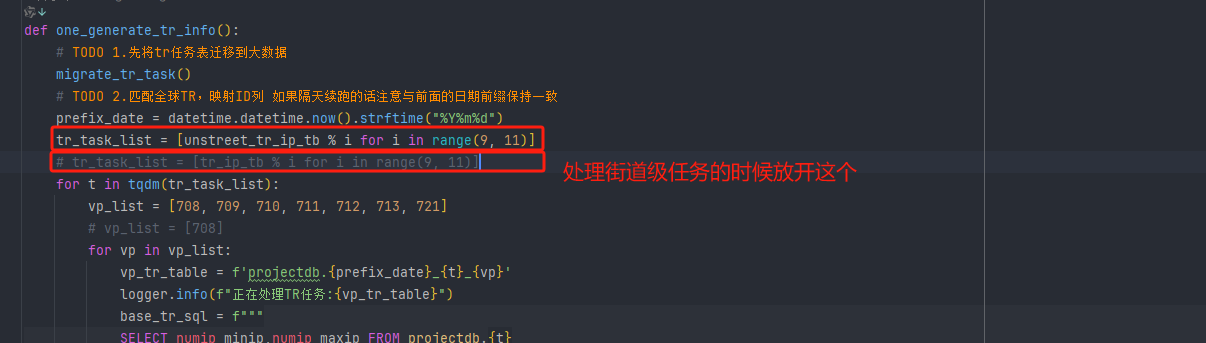 def one_generate_tr_info():
# TODO 1.先将tr任务表迁移到大数据
migrate_tr_task()
# TODO 2.匹配全球TR，映射ID列 如果隔天续跑的话注意与前面的日期前缀保持一致
prefix_date = datetime.datetime.now().strftime("%Y%m%d")
tr_task_list = [unstreet_tr_ip_tb % i for i in range(9, 11)]
# tr_task_list = [tr_ip_tb % i for i in range(9, 11)]
处理街道级任务的时候放开这个
for t in tqdm(tr_task_list):
vp_list = [708, 709, 710, 711, 712, 713, 721]
# vp_list = [708]
for vp in vp_list:
vp_tr_table = f'projectdb.{prefix_date}_{t}_{vp}'
logger.info(f"正在处理TR任务:{vp_tr_table}")
base_tr_sql = f"""
SELECT numip_minip,numip_maxip FROM projectdb.{t}